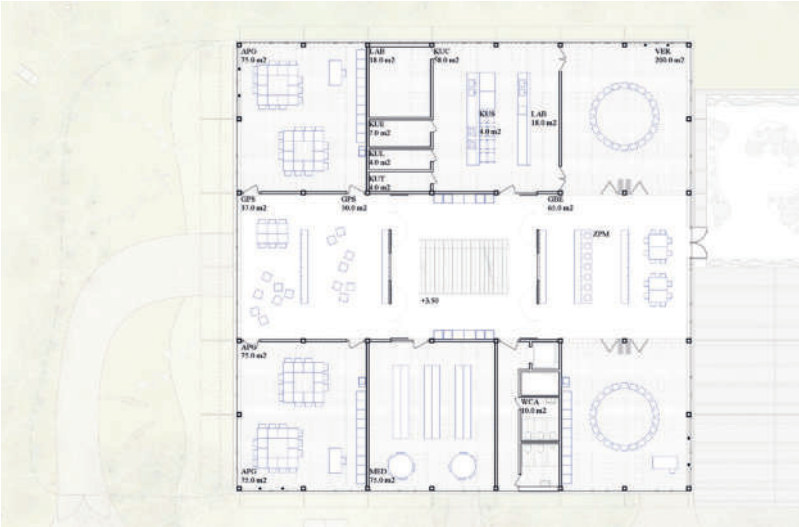 APG
75.0 m2
LAB
18.0 m2
KUC
58.0 m2
VER
200.0 m2
KUS
4.0 m2
LAB
18.0 m2
KUE
7.0 m2
KUL
4.0 m2
KUT
4.0 m2
GPS
37.0 m2
GPS
30.0 m2
GBE
65.0 m2
ZPM
+3.50
APG
75.0 m2
WCA
10.0 m2
APG
75.0 m2
MED
75.0 m2